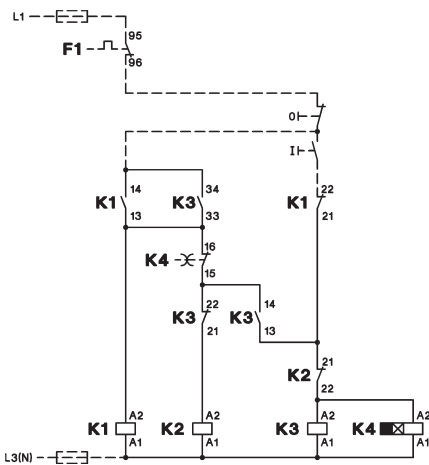 L1
F1 95
96
O
I
K1 14 K3 34 K1 22
13 33 21
K4 16
15
K3 22 K3 14
21 13
K2 21
22
K1 A2 K2 A2 K3 A2 K4 A2
A1 A1 A1 A1
L3(N)